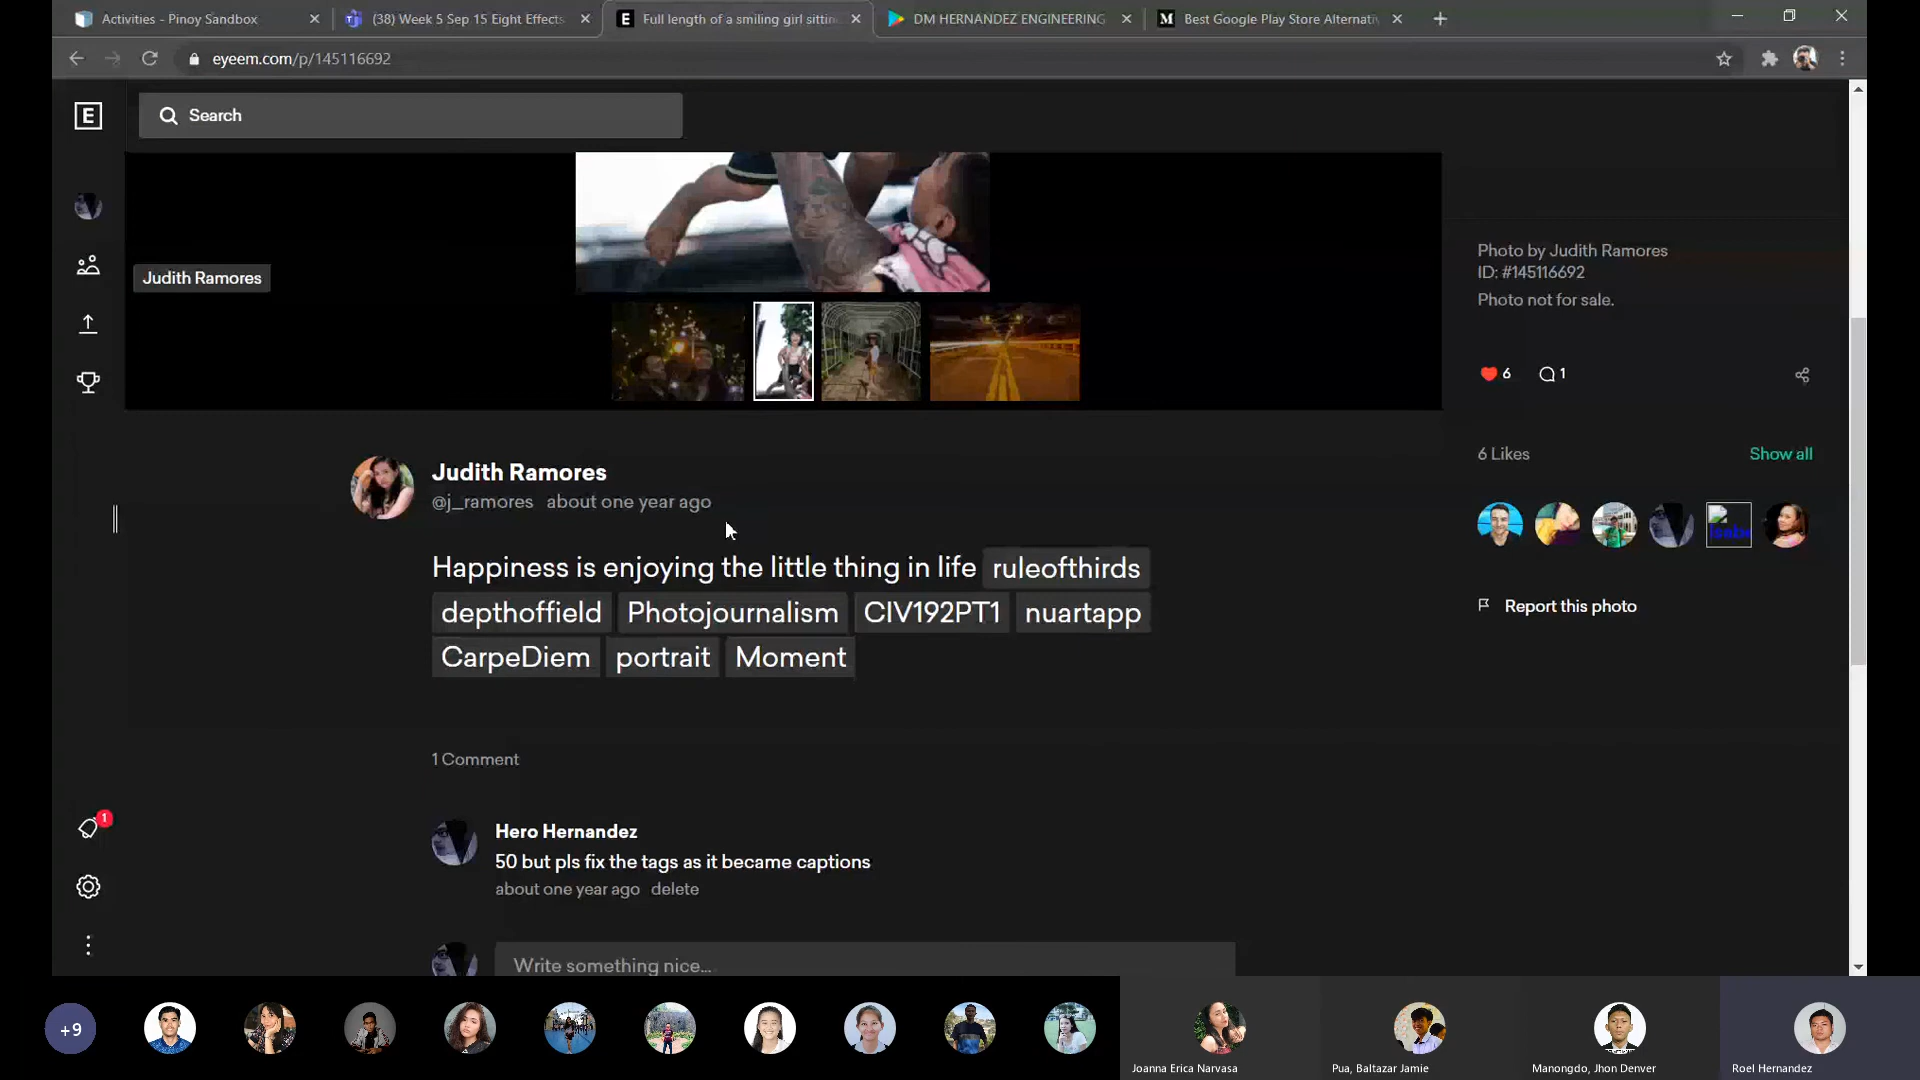 Activities - Pinoy Sandbox
(38) Week 5 Sep 15 Eight Effects
Full length of a smiling girl sittin
DM HERNANDEZ ENGINEERING
Best Google Play Store Alternati
eyeem.com/p/145116692
E
Search
Judith Ramores
Photo by Judith Ramores
ID: #145116692
Photo not for sale.
6
1
6 Likes
Show all
Report this photo
Judith Ramores
@j_ramores about one year ago
Happiness is enjoying the little thing in life ruleofthirds
depthoffield Photojournalism CIV192PT1 nuartapp
CarpeDiem portrait Moment
1 Comment
Hero Hernandez
50 but pls fix the tags as it became captions
about one year ago delete
Write something nice...
1
+9
Joanna Erica Narvasa
Pua, Baltazar Jamie
Manongdo, Jhon Denver
Roel Hernandez